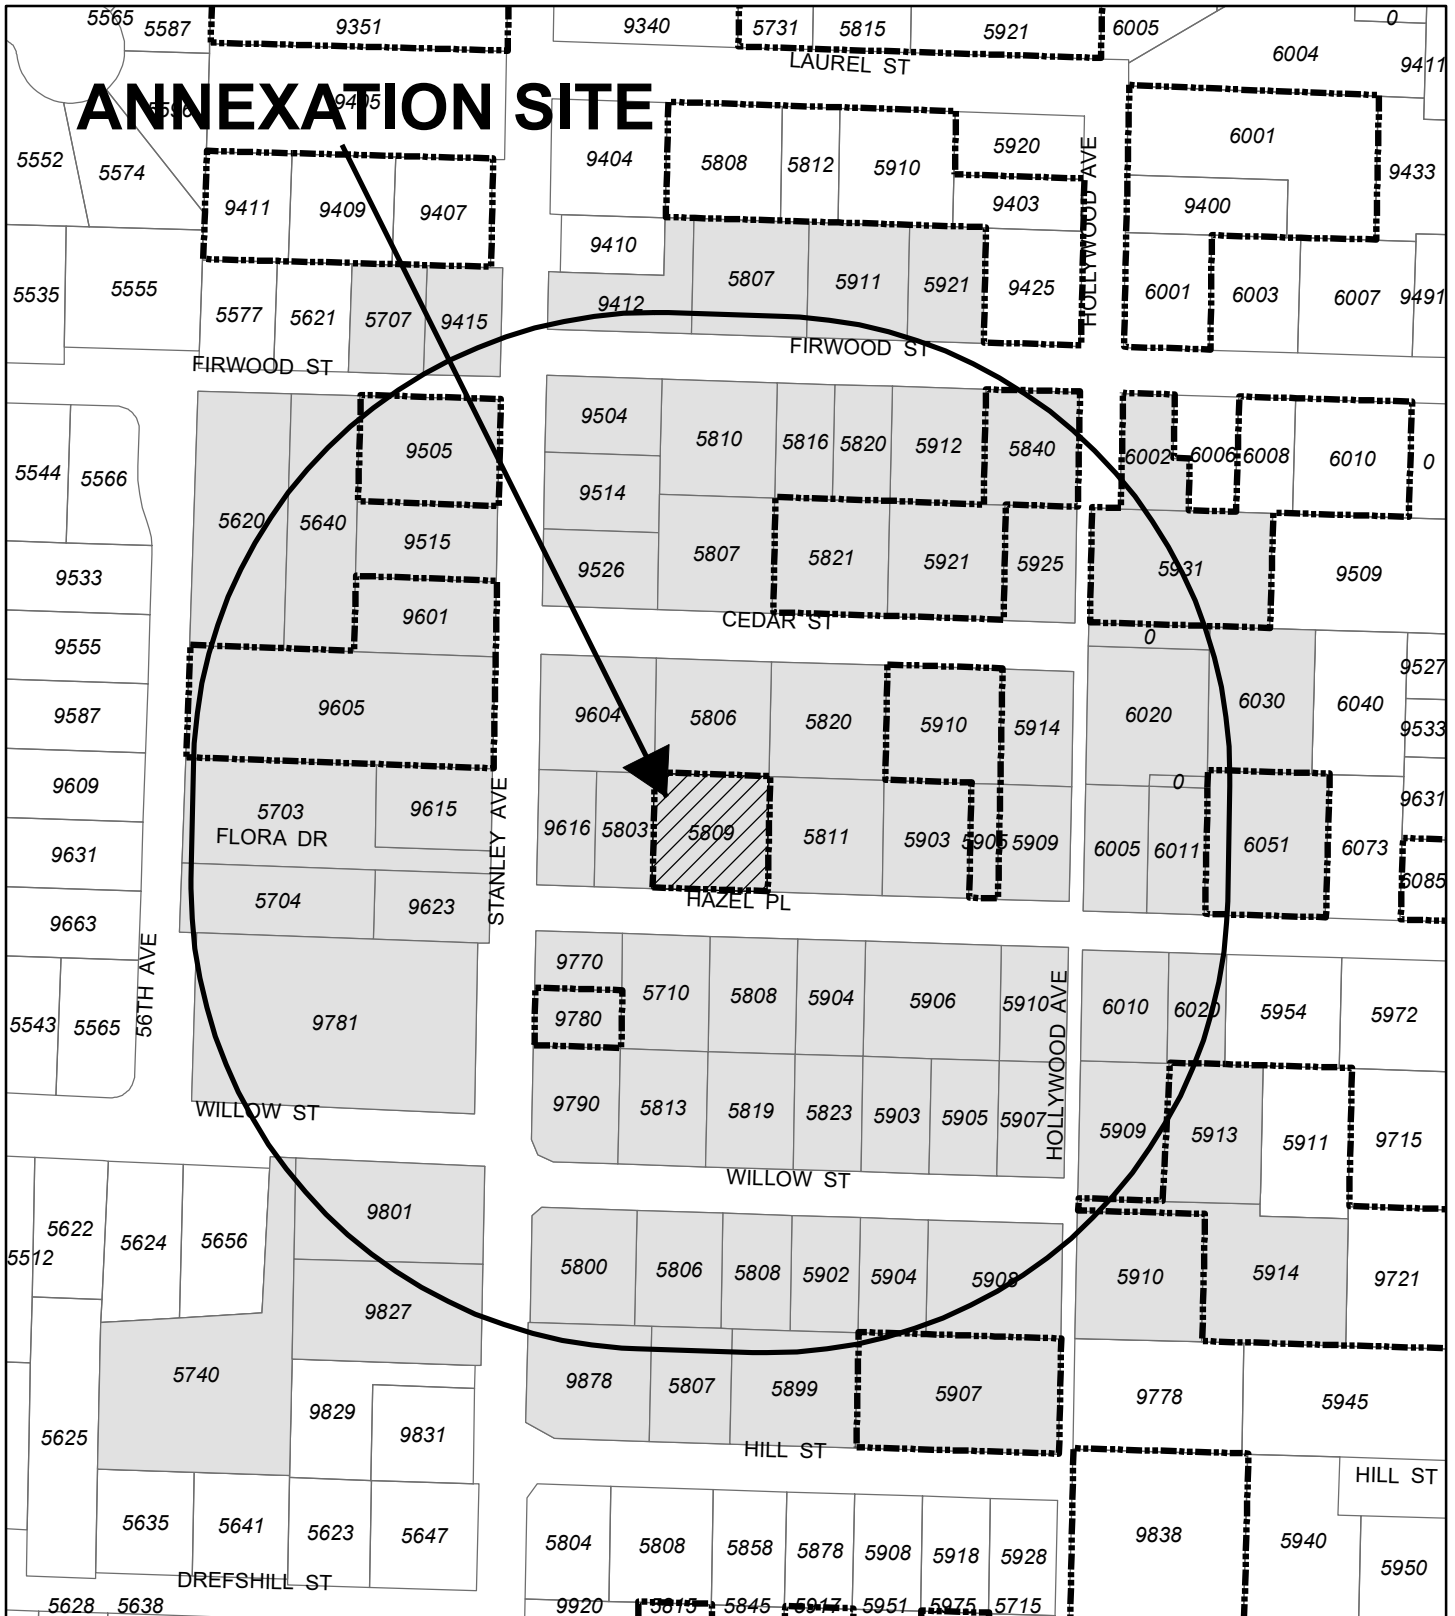 5565 5587 9351 9340 5731 5815 5921 6005 0
6004
9411
LAUREL ST
ANNEXATION SITE
5596 9405
5552 5574 9404 5808 5812 5910 5920 6001 9433
HOLLYWOOD AVE
9411 9409 9407 9403 9400
9410
5535 5555 9412 5807 5911 5921 9425 6001 6003 6007 9491
5577 5621 5707 9415
FIRWOOD ST
FIRWOOD ST
9504 5810 5816 5820 5912 5840 6002 6006 6008 6010 0
9505
5544 5566 9514
5620 5640 9515
9533 9526 5807 5821 5921 5925 5931 9509
9601
CEDAR ST
0
9555 9527
9587 9605 9604 5806 5820 5910 5914 6020 6030 6040 9533
0
9609 9631
5703 9615
STANLEY AVE
FLORA DR
9616 5803 5809 5811 5903 5905 5909 6005 6011 6051 6073
9631 6085
5704 9623
HAZEL PL
9663
56TH AVE
HOLLYWOOD AVE
9770 5710 5808 5904 5906 5910 6010 6020 5954 5972
9780
5543 5565 9781
WILLOW ST
9790 5813 5819 5823 5903 5905 5907 5909 5913 5911 9715
WILLOW ST
9801
5512 5622 5624 5656
5800 5806 5808 5902 5904 5908 5910 5914 9721
9827
5740 9878 5807 5899 5907 9778 5945
9829 9831
5625
HILL ST
HILL ST
5635 5641 5623 5647 5804 5808 5858 5878 5908 5918 5928 9838 5940
5950
DREFSHILL ST
5628 5638 9920 5815 5845 5917 5951 5975 5715